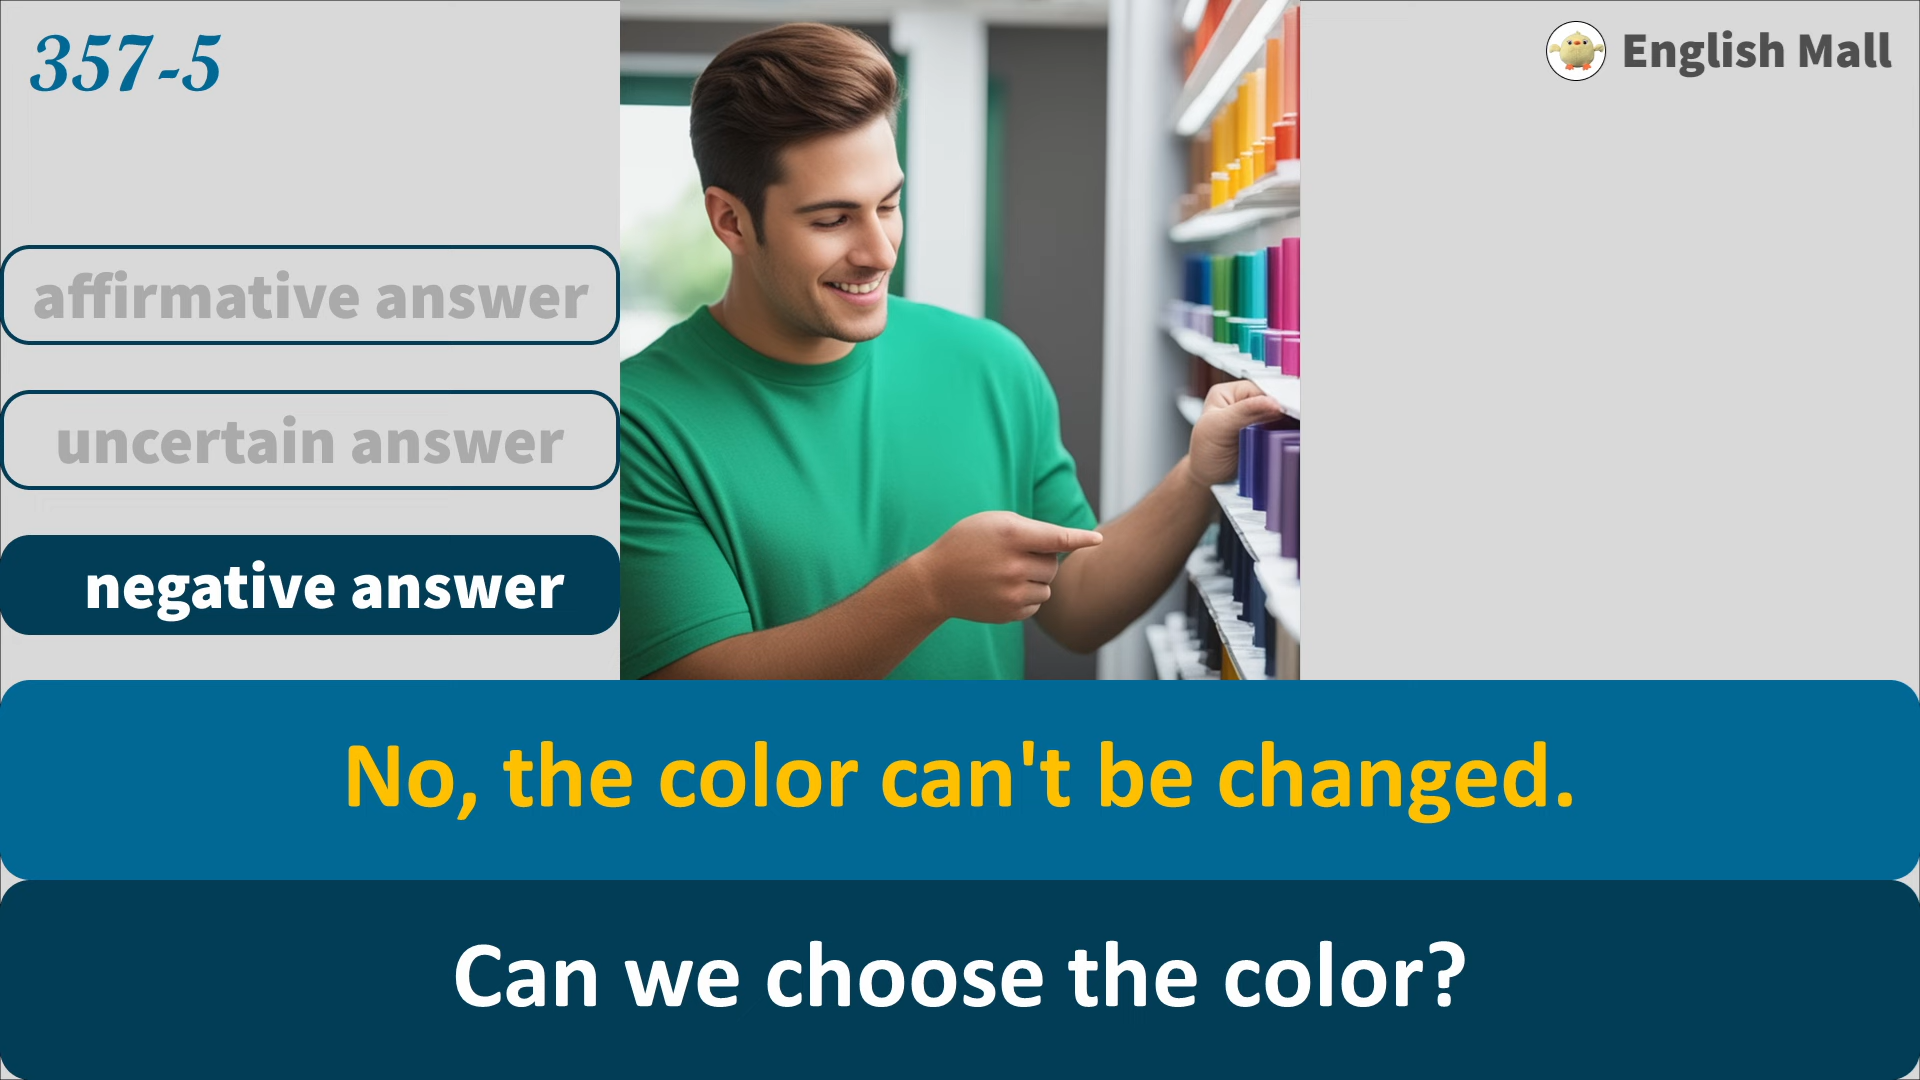 357-5
English Mall
affirmative answer
uncertain answer
negative answer
No, the color can't be changed.
Can we choose the color?